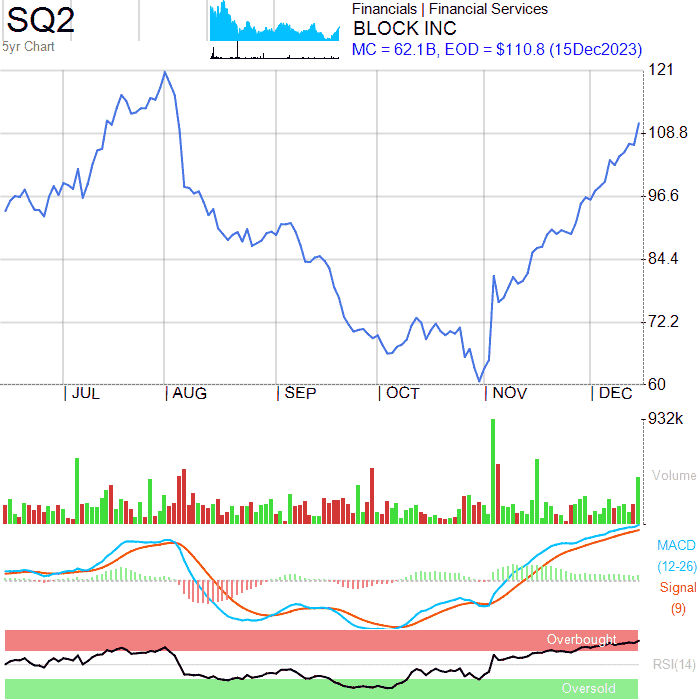 SQ2
5yr Chart
Financials | Financial Services
BLOCK INC
MC = 62.1B, EOD = $110.8 (15Dec2023)
121
108.8
96.6
84.4
72.2
60
JUL AUG SEP OCT NOV DEC
932k
Volume
MACD
(12-26)
Signal
(9)
Overbought
RSI(14)
Oversold